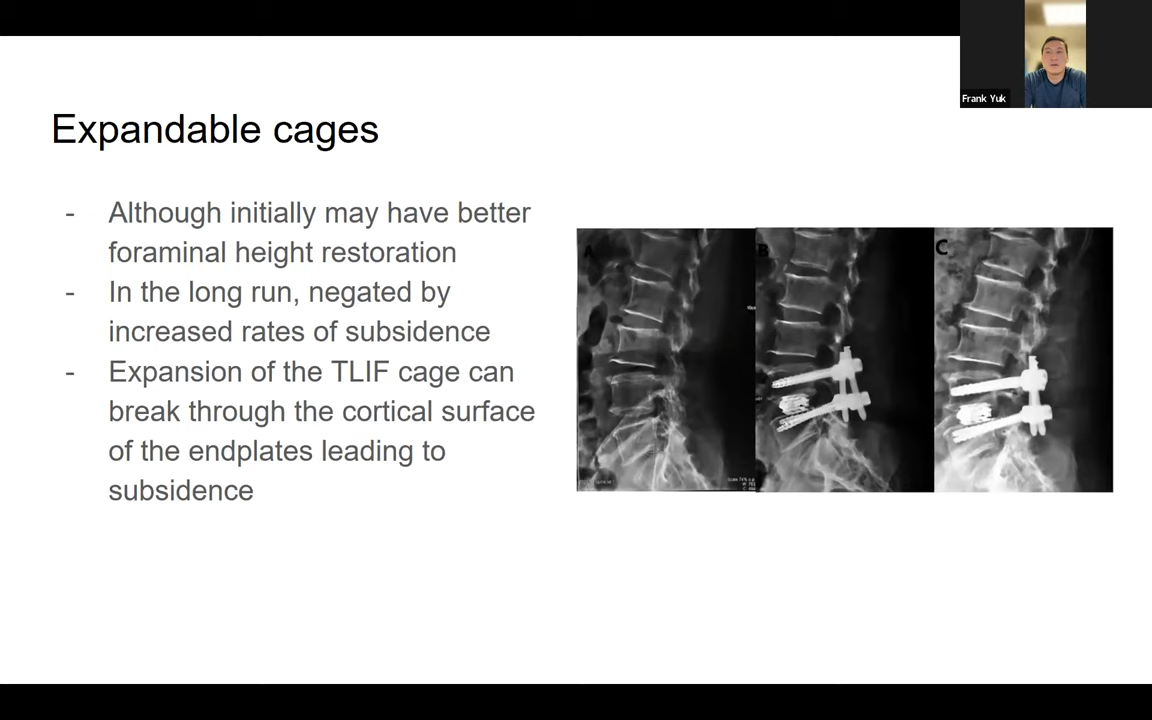 Frank Yuk
Expandable cages
- Although initially may have better
foraminal height restoration
- In the long run, negated by
increased rates of subsidence
- Expansion of the TLIF cage can
break through the cortical surface
of the endplates leading to
subsidence
A
B
C